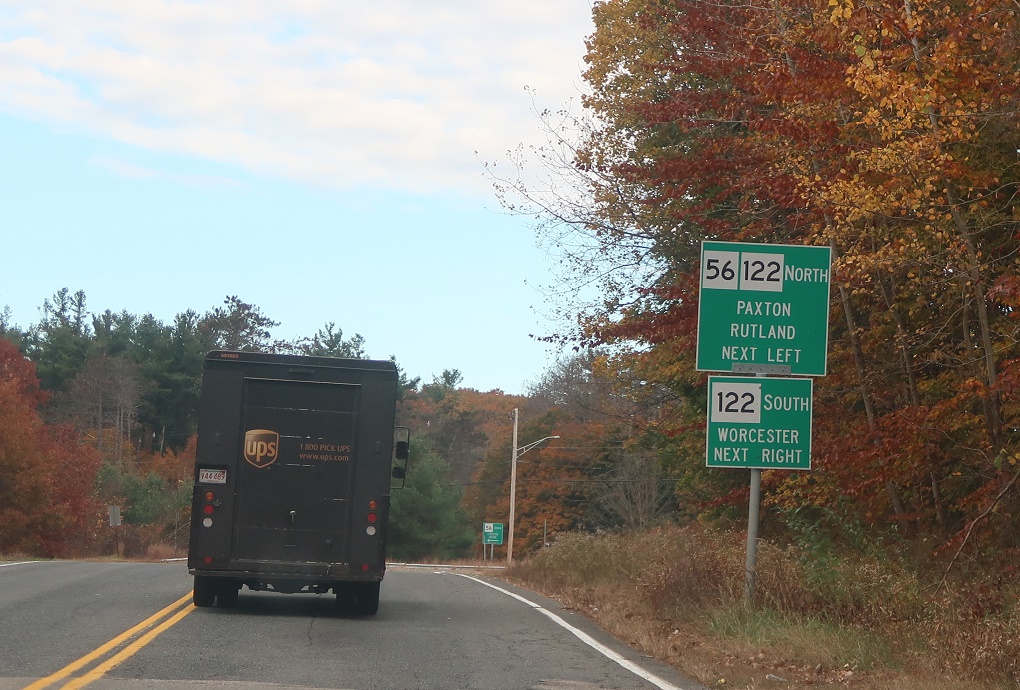 56 122 NORTH
PAXTON
RUTLAND
NEXT LEFT
122 SOUTH
WORCESTER
NEXT RIGHT
ups
1 800 PICK UPS
www.ups.com
56